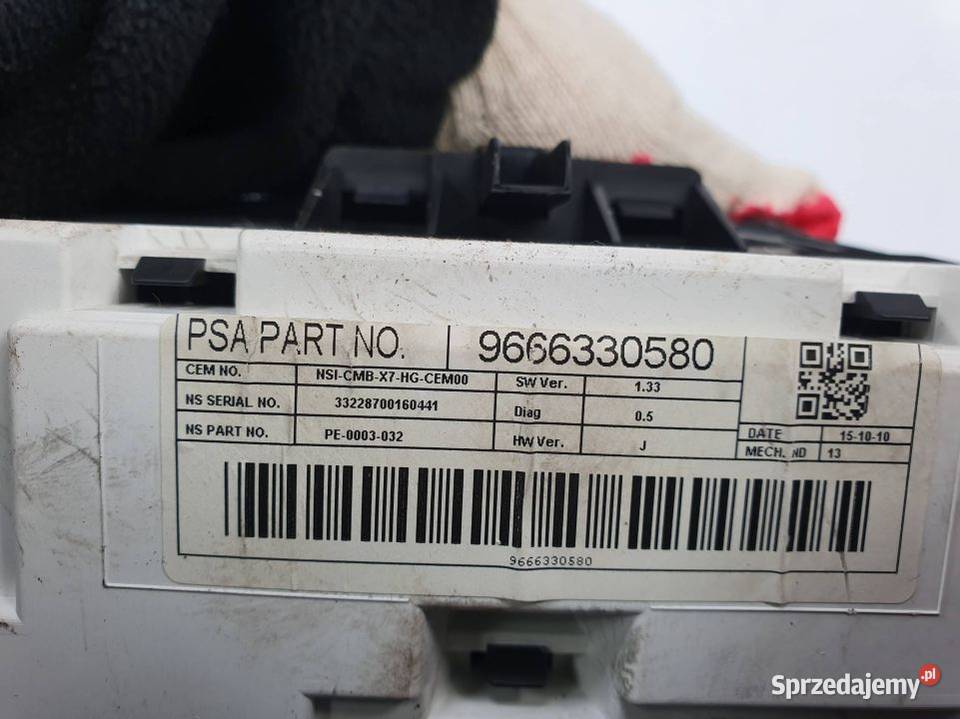 PSA PART NO. 9666330580
CEM NO. NSI-CMB-X7-HG-CEM00 SW Ver. 1.33
NS SERIAL NO. 33228700160441 Diag 0.5
NS PART NO. PE-0003-032 HW Ver. J
DATE 15-10-10
MECH. IND 13
9666330580
Sprzedajemy.pl